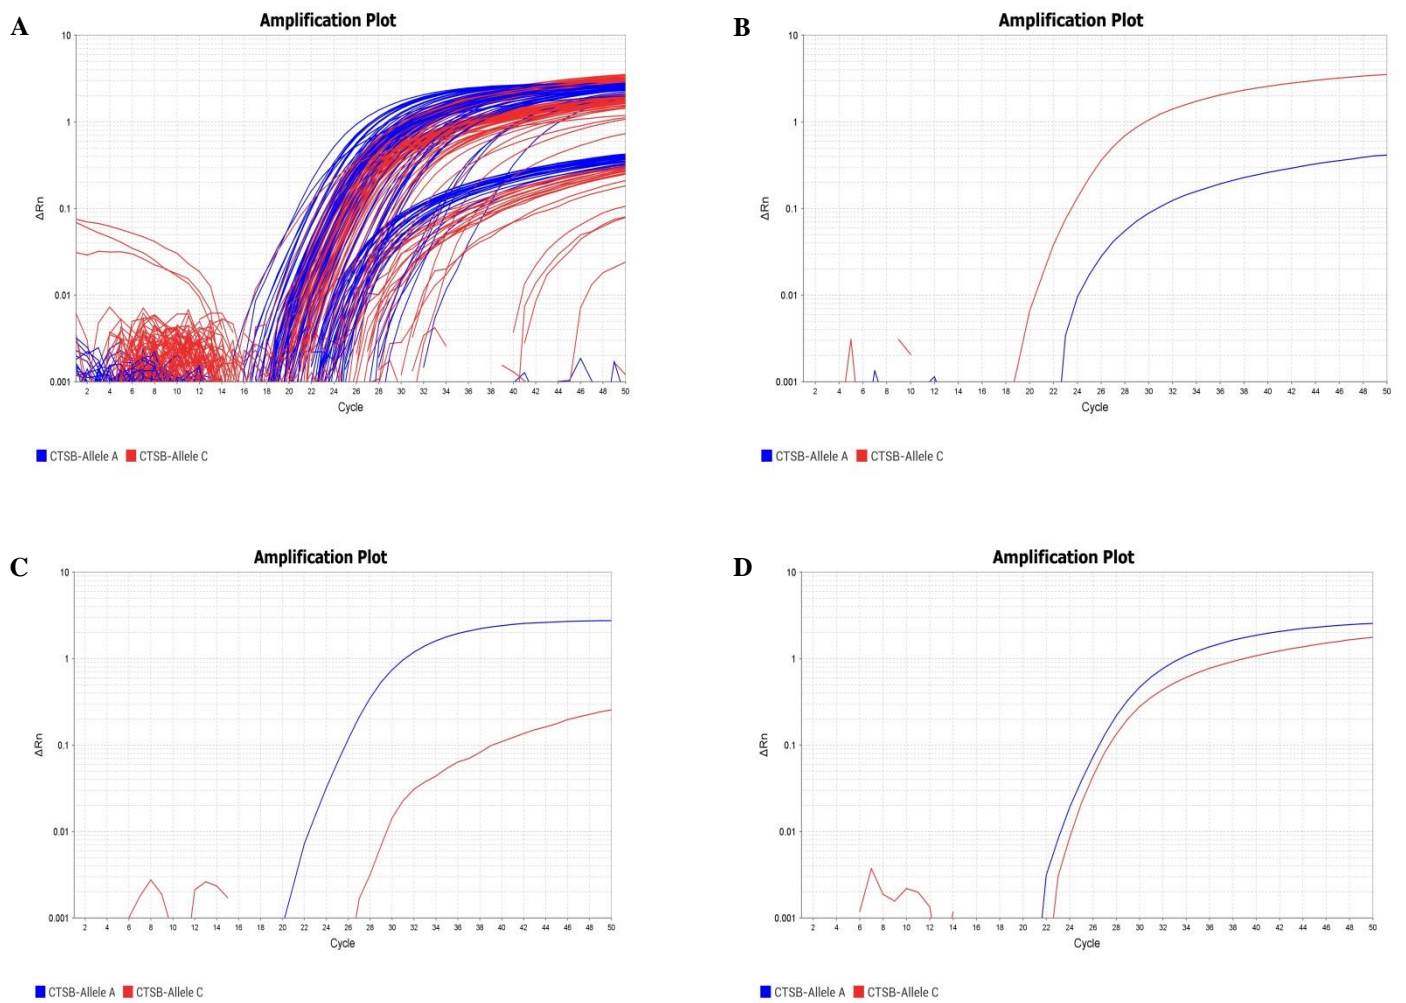 A
Amplification Plot
10
1
0.1
0.01
0.001
ΔRn
2 4 6 8 10 12 14 16 18 20 22 24 26 28 30 32 34 36 38 40 42 44 46 48 50
Cycle
CTSB-Allele A CTSB-Allele C
B
Amplification Plot
10
1
0.1
0.01
0.001
ΔRn
2 4 6 8 10 12 14 16 18 20 22 24 26 28 30 32 34 36 38 40 42 44 46 48 50
Cycle
CTSB-Allele A CTSB-Allele C
C
Amplification Plot
10
1
0.1
0.01
0.001
ΔRn
2 4 6 8 10 12 14 16 18 20 22 24 26 28 30 32 34 36 38 40 42 44 46 48 50
Cycle
CTSB-Allele A CTSB-Allele C
D
Amplification Plot
10
1
0.1
0.01
0.001
ΔRn
2 4 6 8 10 12 14 16 18 20 22 24 26 28 30 32 34 36 38 40 42 44 46 48 50
Cycle
CTSB-Allele A CTSB-Allele C